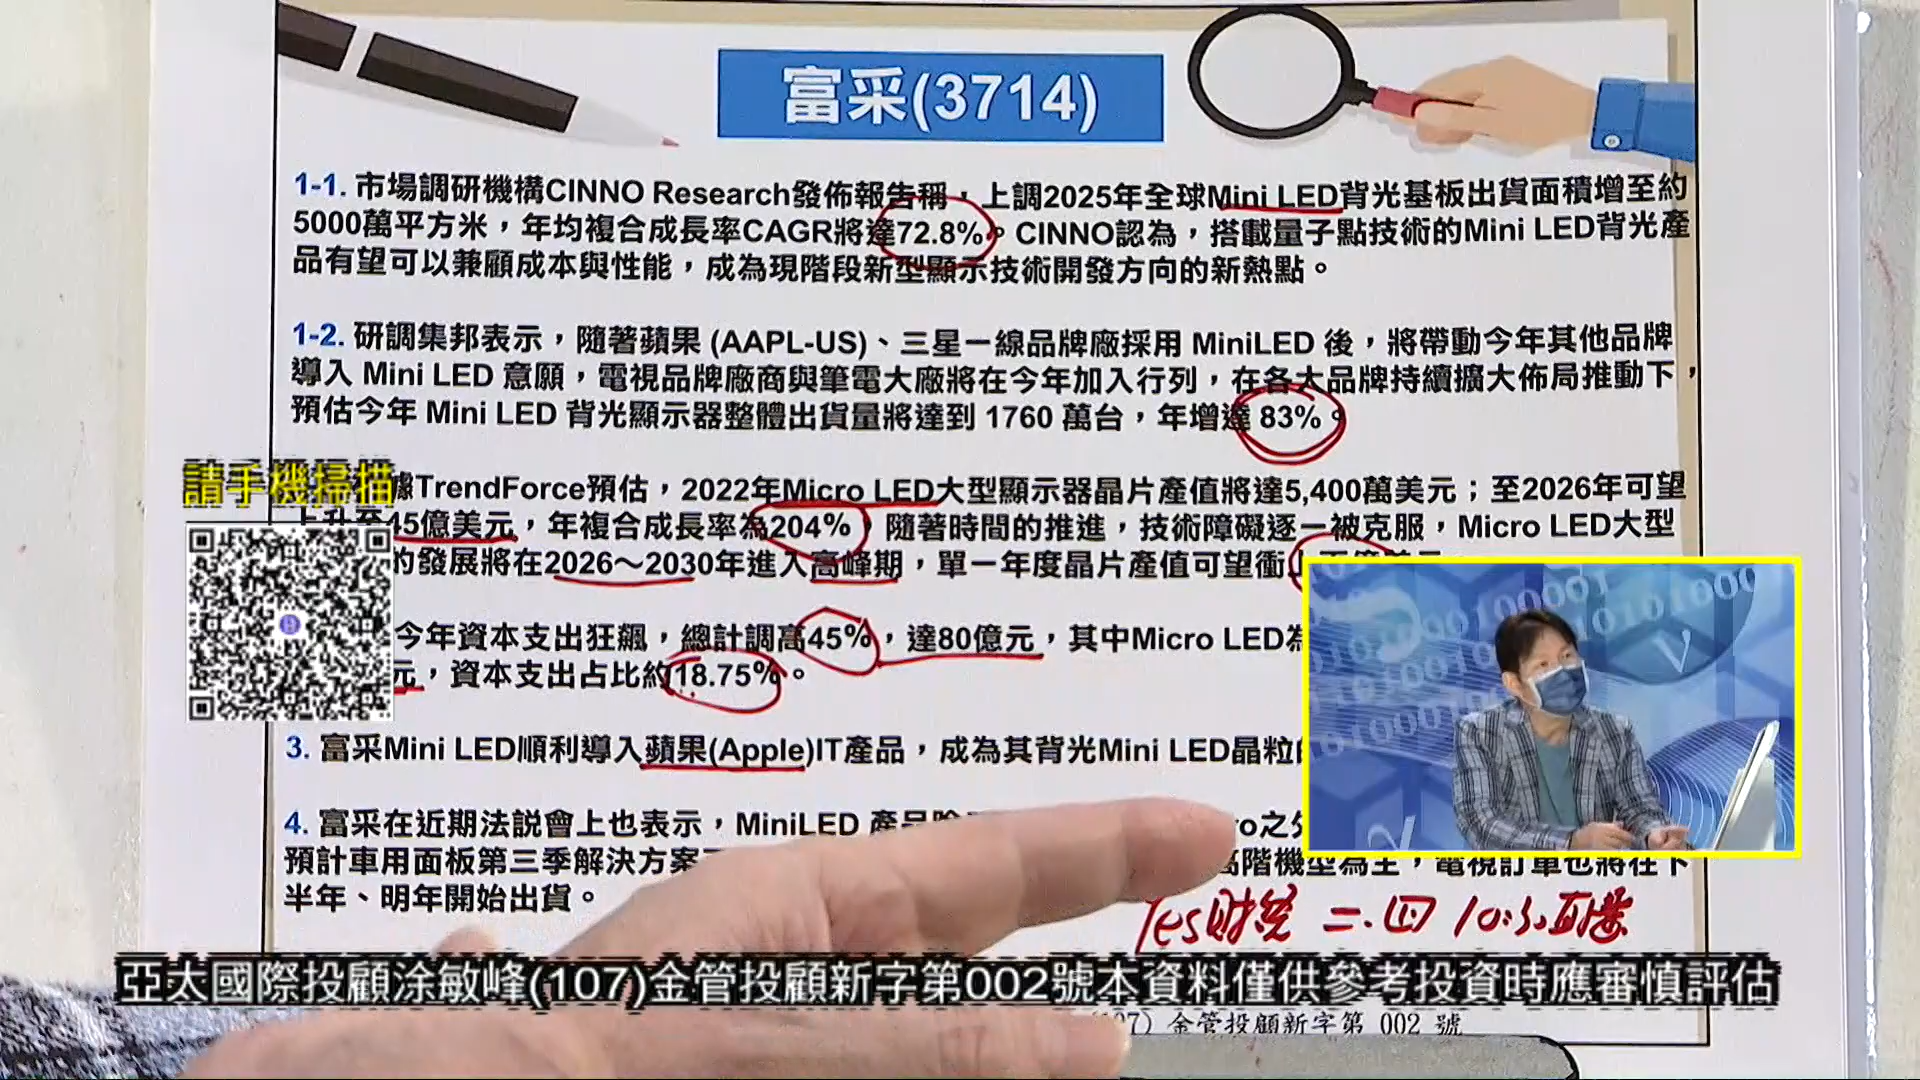 富采(3714)
1-1. 市場調研機構CINNO Research發佈報告稱，上調2025年全球Mini LED背光基板出貨面積增至約
5000萬平方米，年均複合成長率CAGR將達72.8%。CINNO認為，搭載量子點技術的Mini LED背光產
品有望可以兼顧成本與性能，成為現階段新型顯示技術開發方向的新熱點。
1-2. 研調集邦表示，隨著蘋果 (AAPL-US)、三星一線品牌廠採用 MiniLED 後，將帶動今年其他品牌
導入 Mini LED 意願，電視品牌廠商與筆電大廠將在今年加入行列，在各大品牌持續擴大佈局推動下，
預估今年 Mini LED 背光顯示器整體出貨量將達到 1760 萬台，年增達 83%。
請手機掃描
據TrendForce預估，2022年Micro LED大型顯示器晶片產值將達5,400萬美元；至2026年可望
上升至45億美元，年複合成長率為204%，隨著時間的推進，技術障礙逐一被克服，Micro LED大型
的發展將在2026～2030年進入高峰期，單一年度晶片產值可望衝
今年資本支出狂飆，總計調高45%，達80億元，其中Micro LED為
元，資本支出占比約18.75%。
3. 富采Mini LED順利導入蘋果(Apple)IT產品，成為其背光Mini LED晶粒
4. 富采在近期法説會上也表示，MiniLED 產品
預計車用面板第三季解決方案
高階機型為主，電視訂單也將在下
半年、明年開始出貨。
財統 二.四 10:30直播
亞太國際投顧涂敏峰(107)金管投顧新字第002號本資料僅供參考投資時應審慎評估
金管投顧新字第 002 號